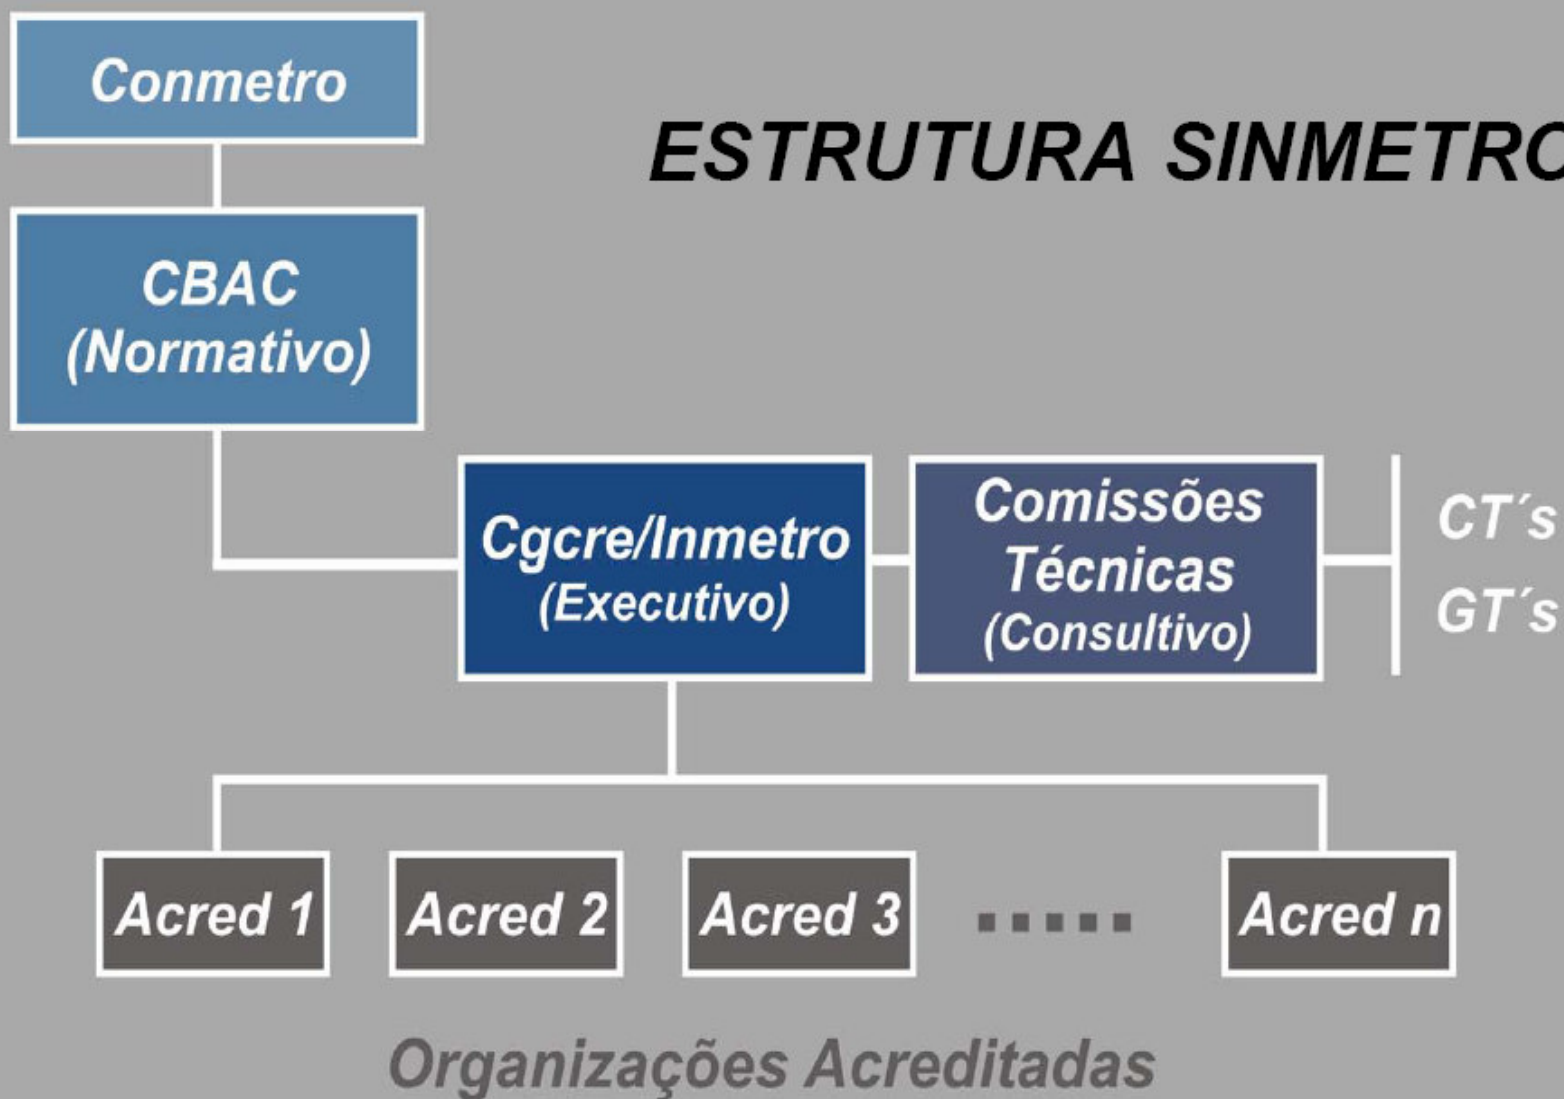 Conmetro
ESTRUTURA SINMETRO
CBAC
(Normativo)
Cgcre/Inmetro
(Executivo)
Comissões
Técnicas
(Consultivo)
CT´s
GT´s
Acred 1
Acred 2
Acred 3
.....
Acred n
Organizações Acreditadas